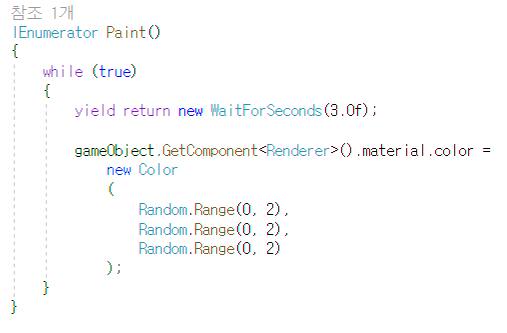 참조 1개
IEnumerator Paint()
{
while (true)
{
yield return new WaitForSeconds(3.0f);
gameObject.GetComponent<Renderer>().material.color =
new Color
(
Random.Range(0, 2),
Random.Range(0, 2),
Random.Range(0, 2)
);
}
}